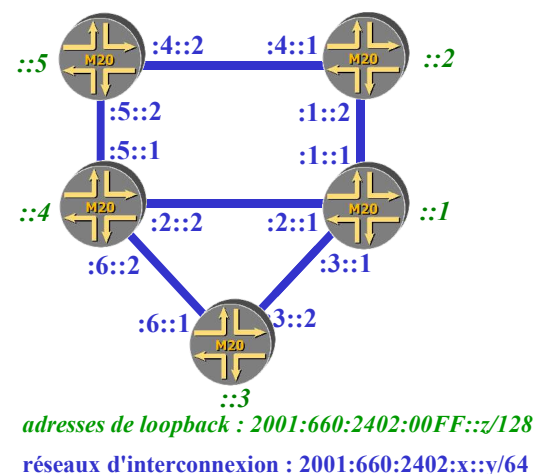 :4::2 :4::1
::5 M20 M20 ::2
:5::2 :1::2
:5::1 :1::1
::4 M20 M20 ::1
:2::2 :2::1
:6::2 :3::1
:6::1 :3::2
M20
::3
adresses de loopback : 2001:660:2402:00FF::z/128
réseaux d'interconnexion : 2001:660:2402:x::y/64